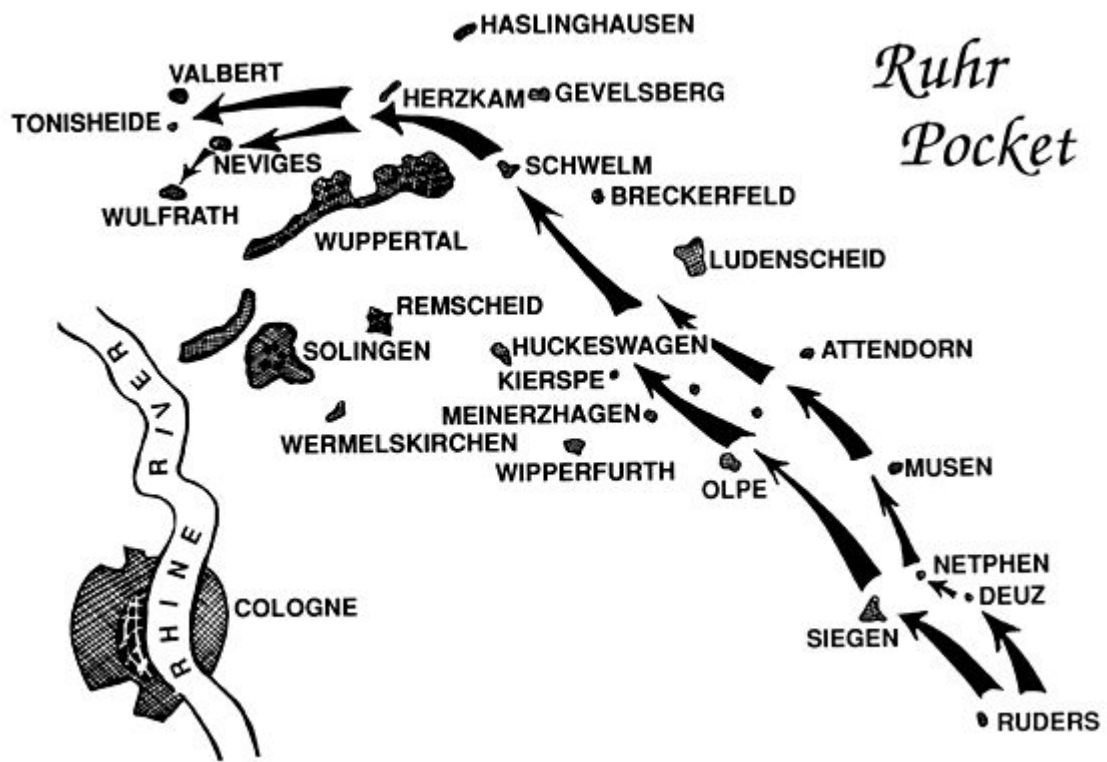 HASLINGHAUSEN
Ruhr
Pocket
VALBERT
HERZKAM
GEVELSBERG
TONISHEIDE
NEVIGES
SCHWELM
BRECKERFELD
WULFRATH
WUPPERTAL
LUDENSCHEID
REMSCHEID
SOLINGEN
HUCKESWAGEN
ATTENDORN
KIERSPE
MEINERZHAGEN
WERMELSKIRCHEN
WIPPERFURTH
OLPE
MUSEN
NETPHEN
DEUZ
COLOGNE
SIEGEN
RUDERS
RHINE RIVER